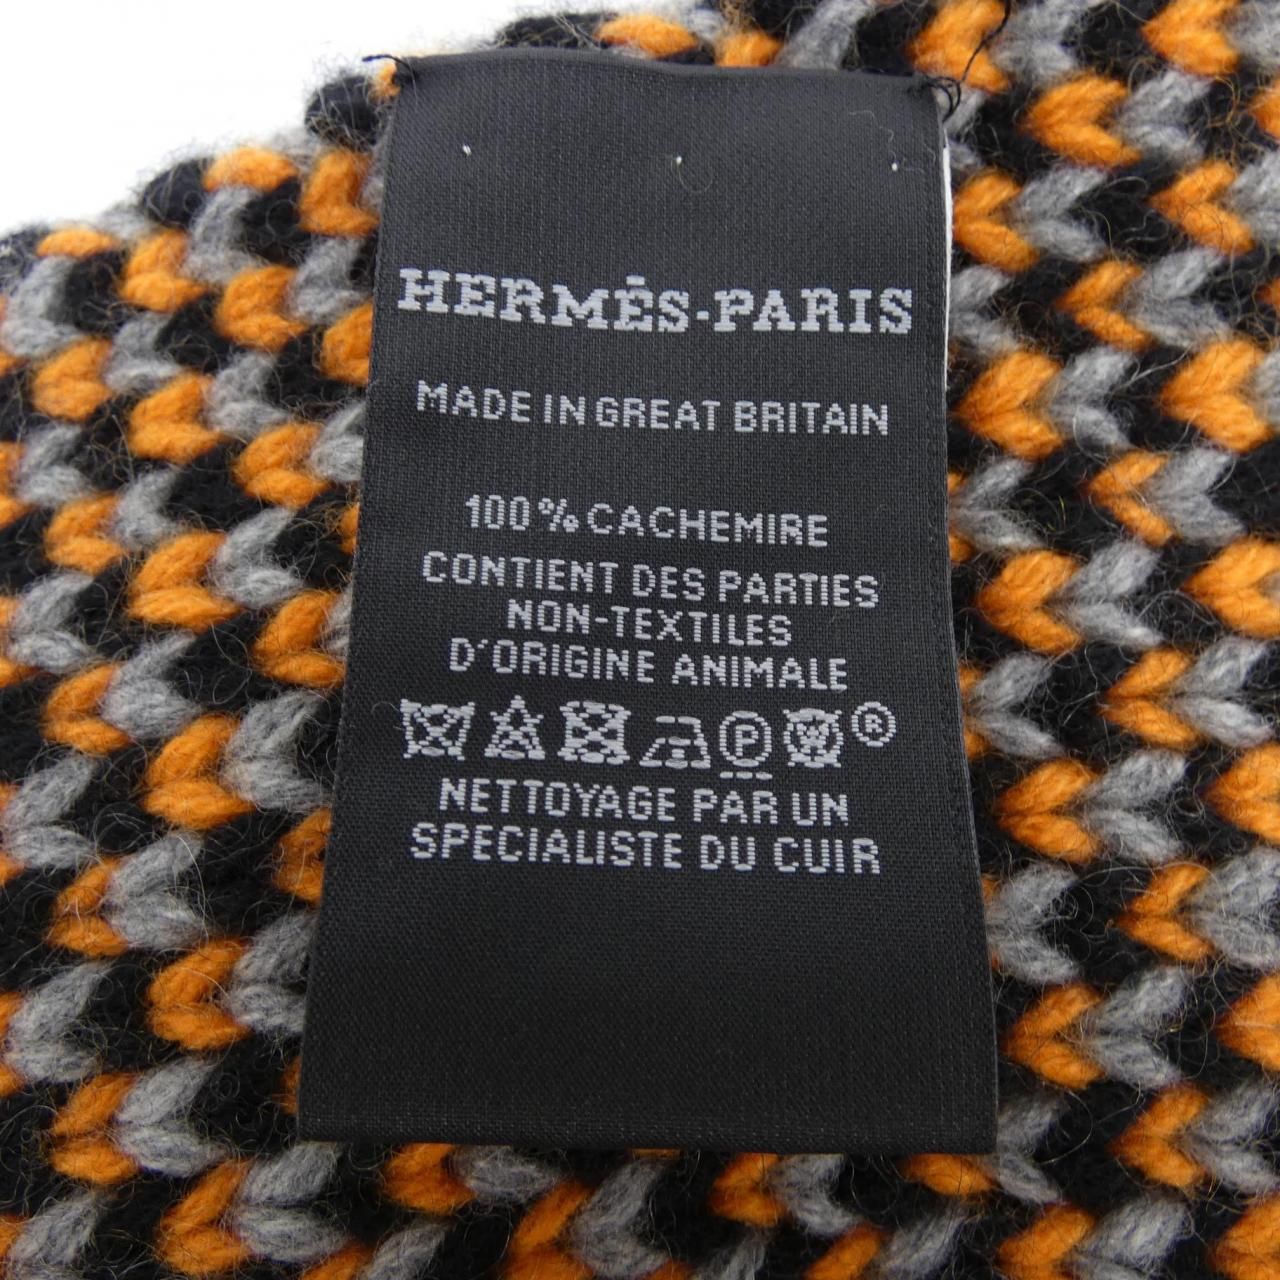 HERMÈS-PARIS
MADE IN GREAT BRITAIN
100% CACHEMIRE
CONTIENT DES PARTIES
NON-TEXTILES
D'ORIGINE ANIMALE
P ®
NETTOYAGE PAR UN
SPECIALISTE DU CUIR